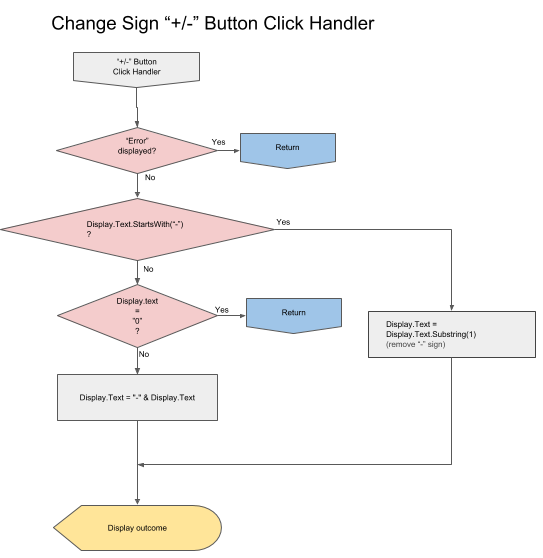 Change Sign “+/-” Button Click Handler
“+/-” Button
Click Handler
“Error”
displayed?
Yes
Return
No
Display.Text.StartsWith(“-”)
?
Yes
No
Display.text
=
“0”
?
Yes
Return
Display.Text =
Display.Text.Substring(1)
(remove “-” sign)
No
Display.Text = "-" & Display.Text
Display outcome